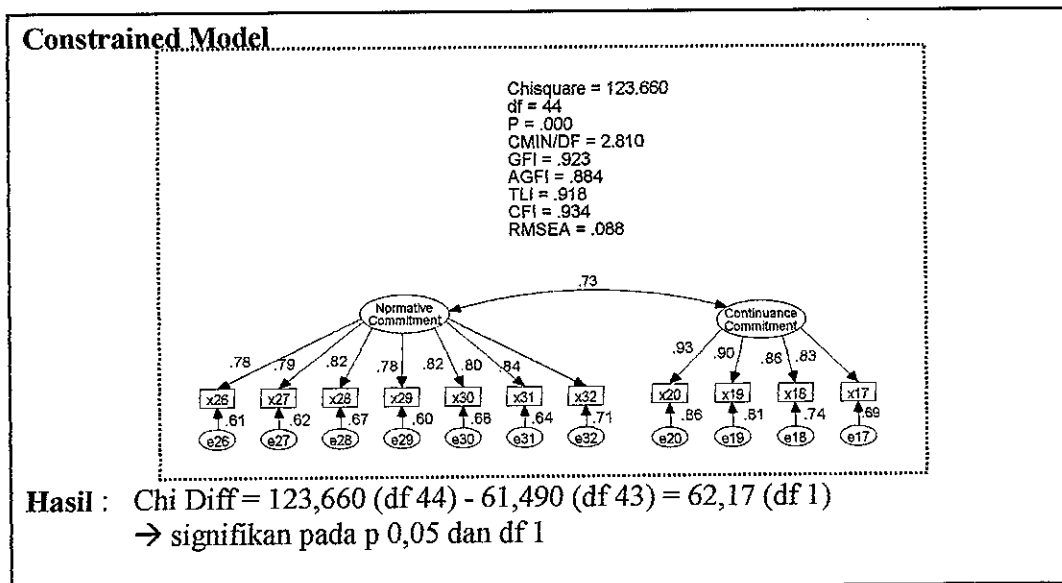 Constrained Model
Chisquare = 123.660
df = 44
P = .000
CMIN/DF = 2.810
GFI = .923
AGFI = .884
TLI = .918
CFI = .934
RMSEA = .088
.73
Normative
Commitment
Continuance
Commitment
.78 .79 .82 .78 .82 .80 .84 .93 .90 .86 .83
x26 x27 x28 x29 x30 x31 x32 x20 x19 x18 x17
.61 .62 .67 .60 .68 .64 .71 .86 .81 .74 .69
e26 e27 e28 e29 e30 e31 e32 e20 e19 e18 e17
Hasil : Chi Diff = 123,660 (df 44) - 61,490 (df 43) = 62,17 (df 1)
→ signifikan pada p 0,05 dan df 1